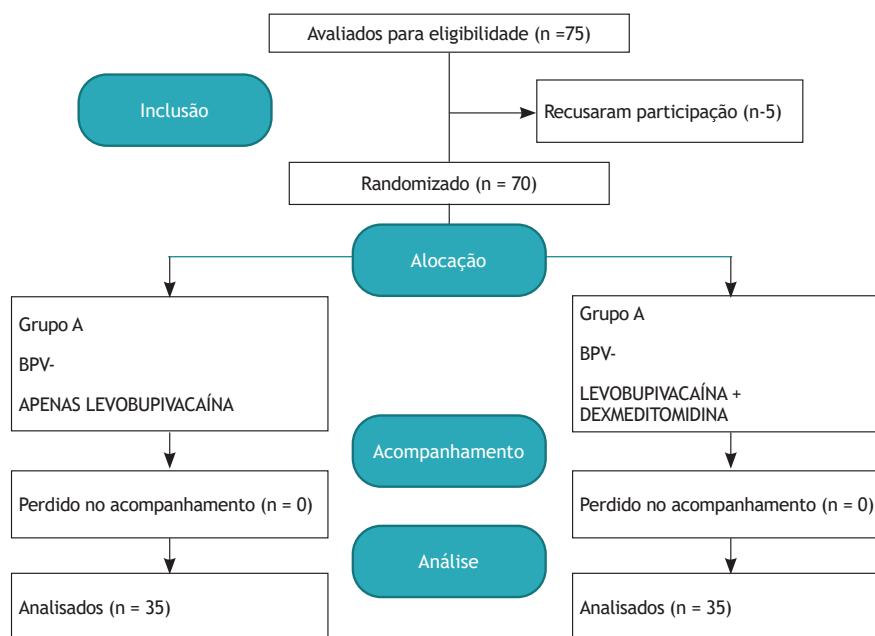 Avaliados para eligibilidade (n =75)
Inclusão
Recusaram participação (n-5)
Randomizado (n = 70)
Alocação
Grupo A
BPV-
APENAS LEVOBUPIVACAÍNA
Grupo A
BPV-
LEVOBUPIVACAÍNA +
DEXMEDITOMIDINA
Acompanhamento
Perdido no acompanhamento (n = 0)
Perdido no acompanhamento (n = 0)
Análise
Analisados (n = 35)
Analisados (n = 35)